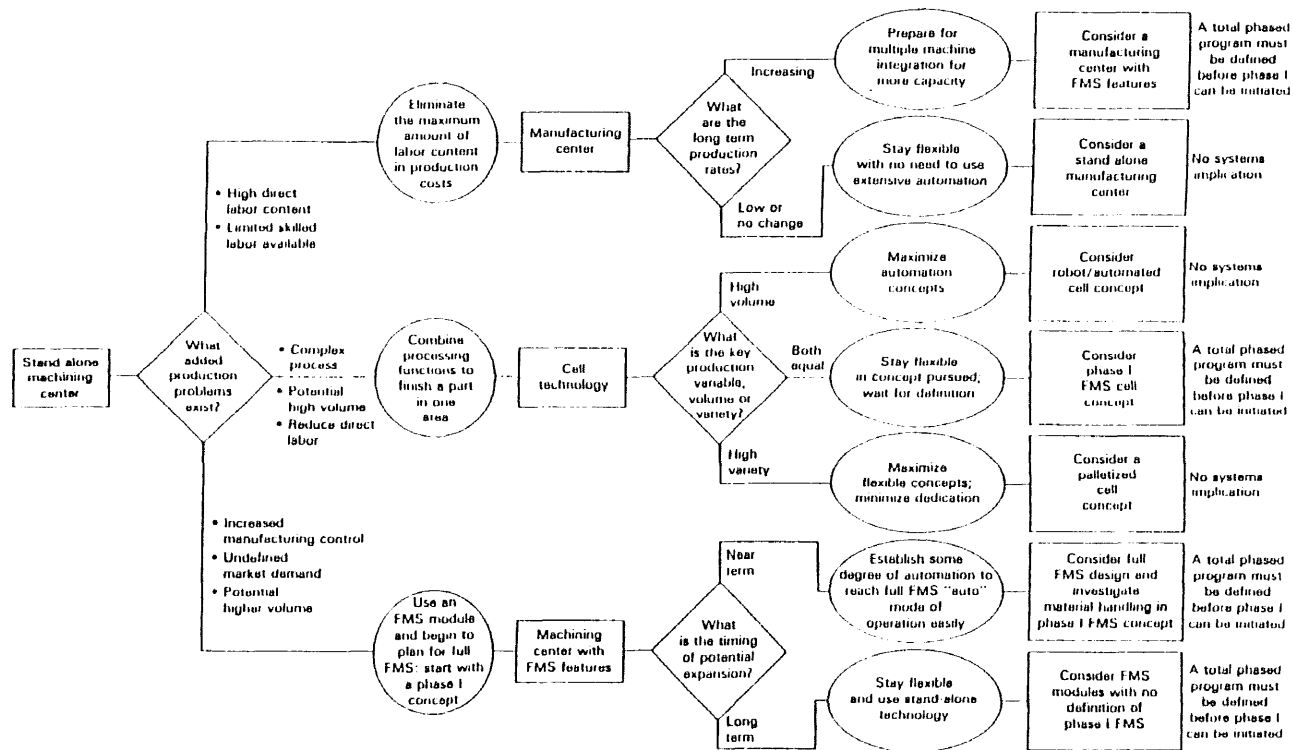 Stand alone
machining
center
What
added
production
problems
exist?
• High direct
labor content
• Limited skilled
labor available
Eliminate
the maximum
amount of
labor content
in production
costs
Manufacturing
center
What
are the
long term
production
rates?
Increasing
Prepare for
multiple machine
integration for
more capacity
Consider a
manufacturing
center with
FMS features
A total phased
program must
be defined
before phase I
can be initiated
Low or
no change
Stay flexible
with no need to use
extensive automation
Consider a
stand alone
manufacturing
center
No systems
implication
• Complex
process
• Potential
high volume
• Reduce direct
labor
Combine
processing
functions to
finish a part
in one
area
Cell
technology
What
is the key
production
variable,
volume or
variety?
High
volume
Maximize
automation
concepts
Consider
robot/automated
cell concept
No systems
implication
Both
equal
Stay flexible
in concept pursued;
wait for definition
Consider
phase I
FMS cell
concept
A total phased
program must
be defined
before phase I
can be initiated
High
variety
Maximize
flexible concepts;
minimize dedication
Consider a
palletized
cell
concept
No systems
implication
• Increased
manufacturing control
• Undefined
market demand
• Potential
higher volume
Use an
FMS module
and begin to
plan for full
FMS: start with
a phase I
concept
Machining
center with
FMS features
What
is the timing
of potential
expansion?
Near
term
Establish some
degree of automation to
reach full FMS "auto"
mode of
operation easily
Consider full
FMS design and
investigate
material handling in
phase I FMS concept
A total phased
program must
be defined
before phase I
can be initiated
Long
term
Stay flexible
and use stand-alone
technology
Consider FMS
modules with no
definition of
phase I FMS
A total phased
program must
be defined
before phase I
can be initiated